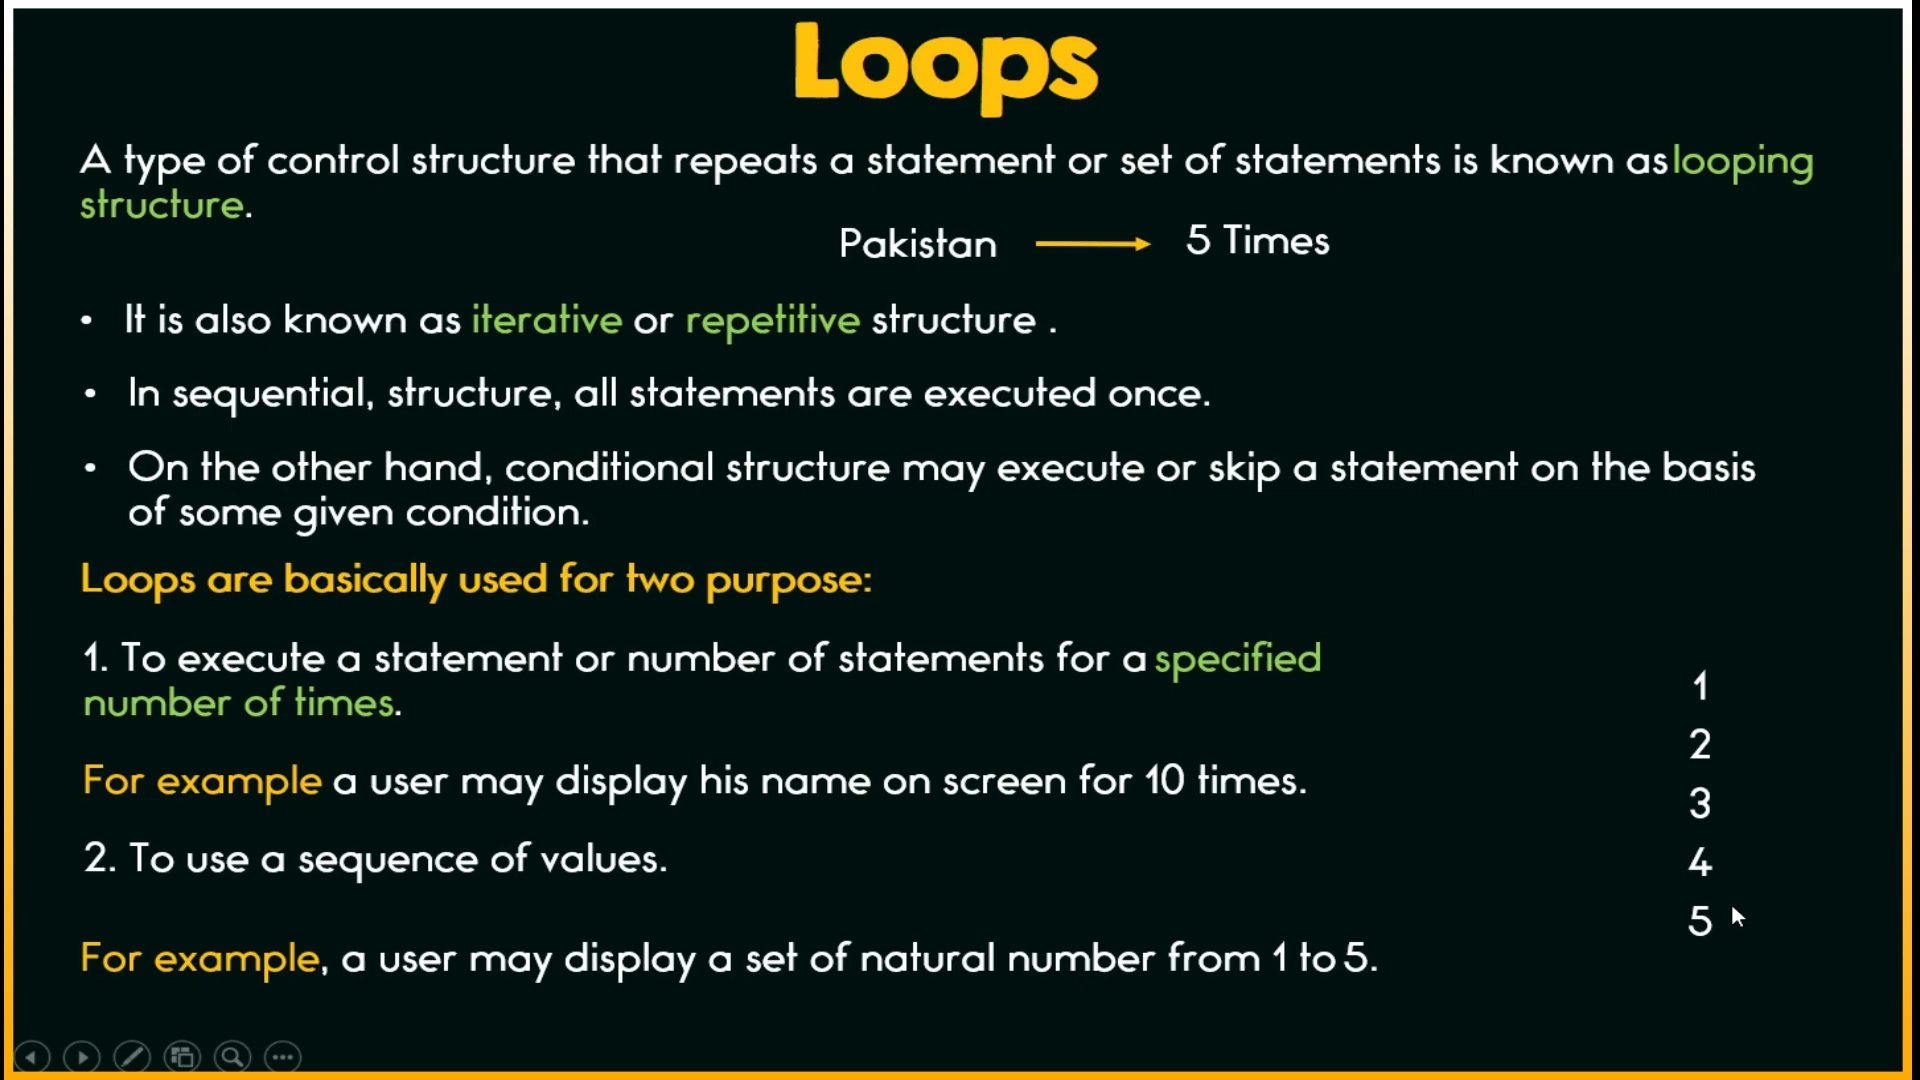 Loops
A type of control structure that repeats a statement or set of statements is known as looping
structure.
Pakistan 5 Times
• It is also known as iterative or repetitive structure .
• In sequential, structure, all statements are executed once.
• On the other hand, conditional structure may execute or skip a statement on the basis
of some given condition.
Loops are basically used for two purpose:
1. To execute a statement or number of statements for a specified
number of times.
For example a user may display his name on screen for 10 times.
2. To use a sequence of values.
For example, a user may display a set of natural number from 1 to 5.
1
2
3
4
5